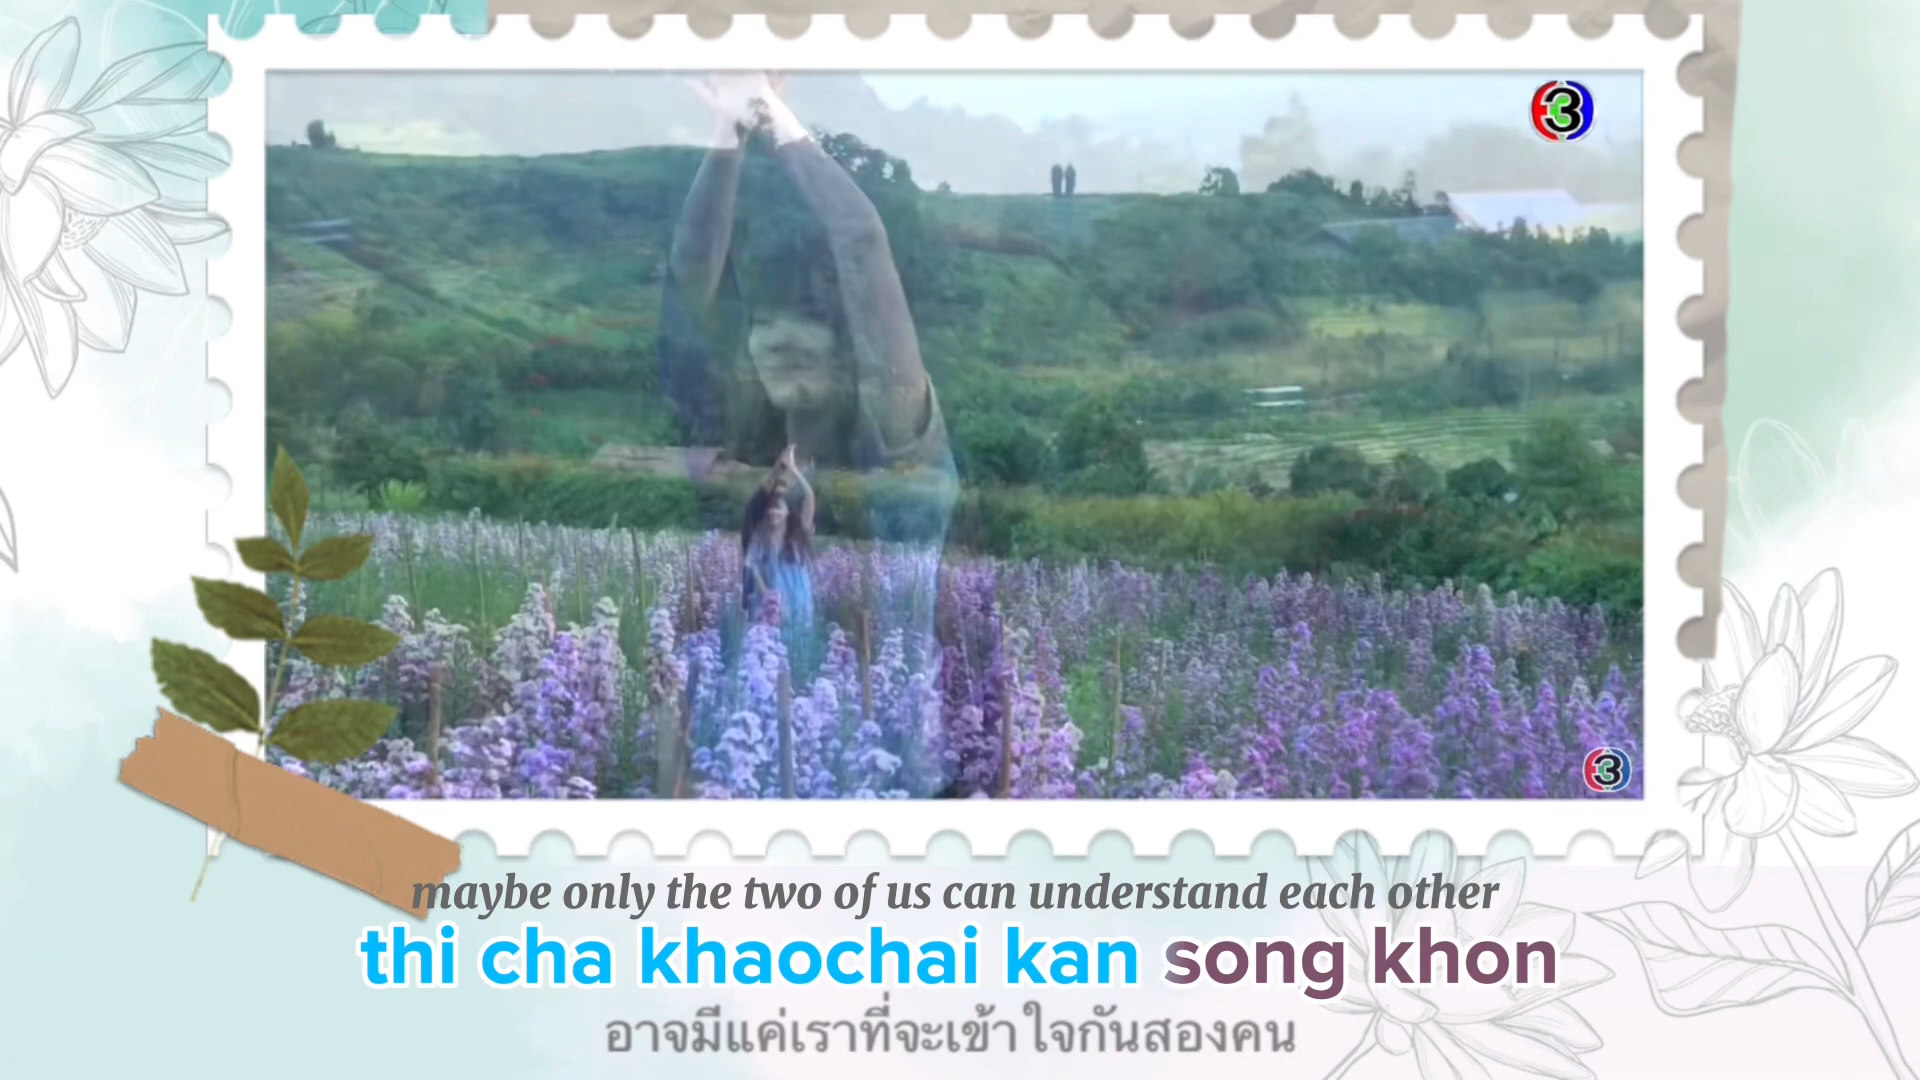 3
3
maybe only the two of us can understand each other
thi cha khaochai kan song khon
อาจมีแค่เราที่จะเข้าใจกันสองคน